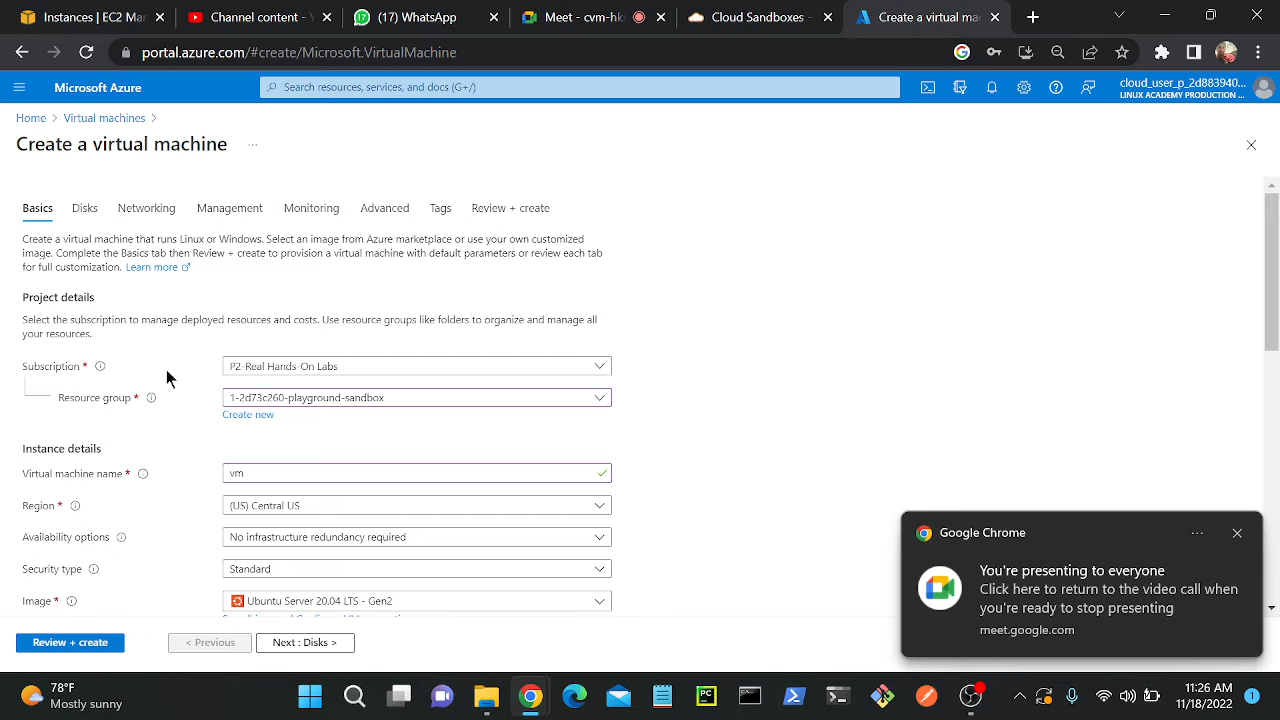 Instances | EC2 Mar
Channel content - Y
(17) WhatsApp
Meet - cvm-hks
Cloud Sandboxes -
Create a virtual ma
portal.azure.com/#create/Microsoft.VirtualMachine
Microsoft Azure
Search resources, services, and docs (G+/)
cloud_user_p_2d883940...
LINUX ACADEMY PRODUCTION ...
Home > Virtual machines >
Create a virtual machine ...
Basics Disks Networking Management Monitoring Advanced Tags Review + create
Create a virtual machine that runs Linux or Windows. Select an image from Azure marketplace or use your own customized
image. Complete the Basics tab then Review + create to provision a virtual machine with default parameters or review each tab
for full customization. Learn more
Project details
Select the subscription to manage deployed resources and costs. Use resource groups like folders to organize and manage all
your resources.
Subscription * P2-Real Hands-On Labs
Resource group * 1-2d73c260-playground-sandbox
Create new
Instance details
Virtual machine name * vm
Region * (US) Central US
Availability options No infrastructure redundancy required
Security type Standard
Image * Ubuntu Server 20.04 LTS - Gen2
Review + create < Previous Next : Disks >
Google Chrome
You're presenting to everyone
Click here to return to the video call when
you're ready to stop presenting
meet.google.com
78°F
Mostly sunny
11:26 AM
11/18/2022
1